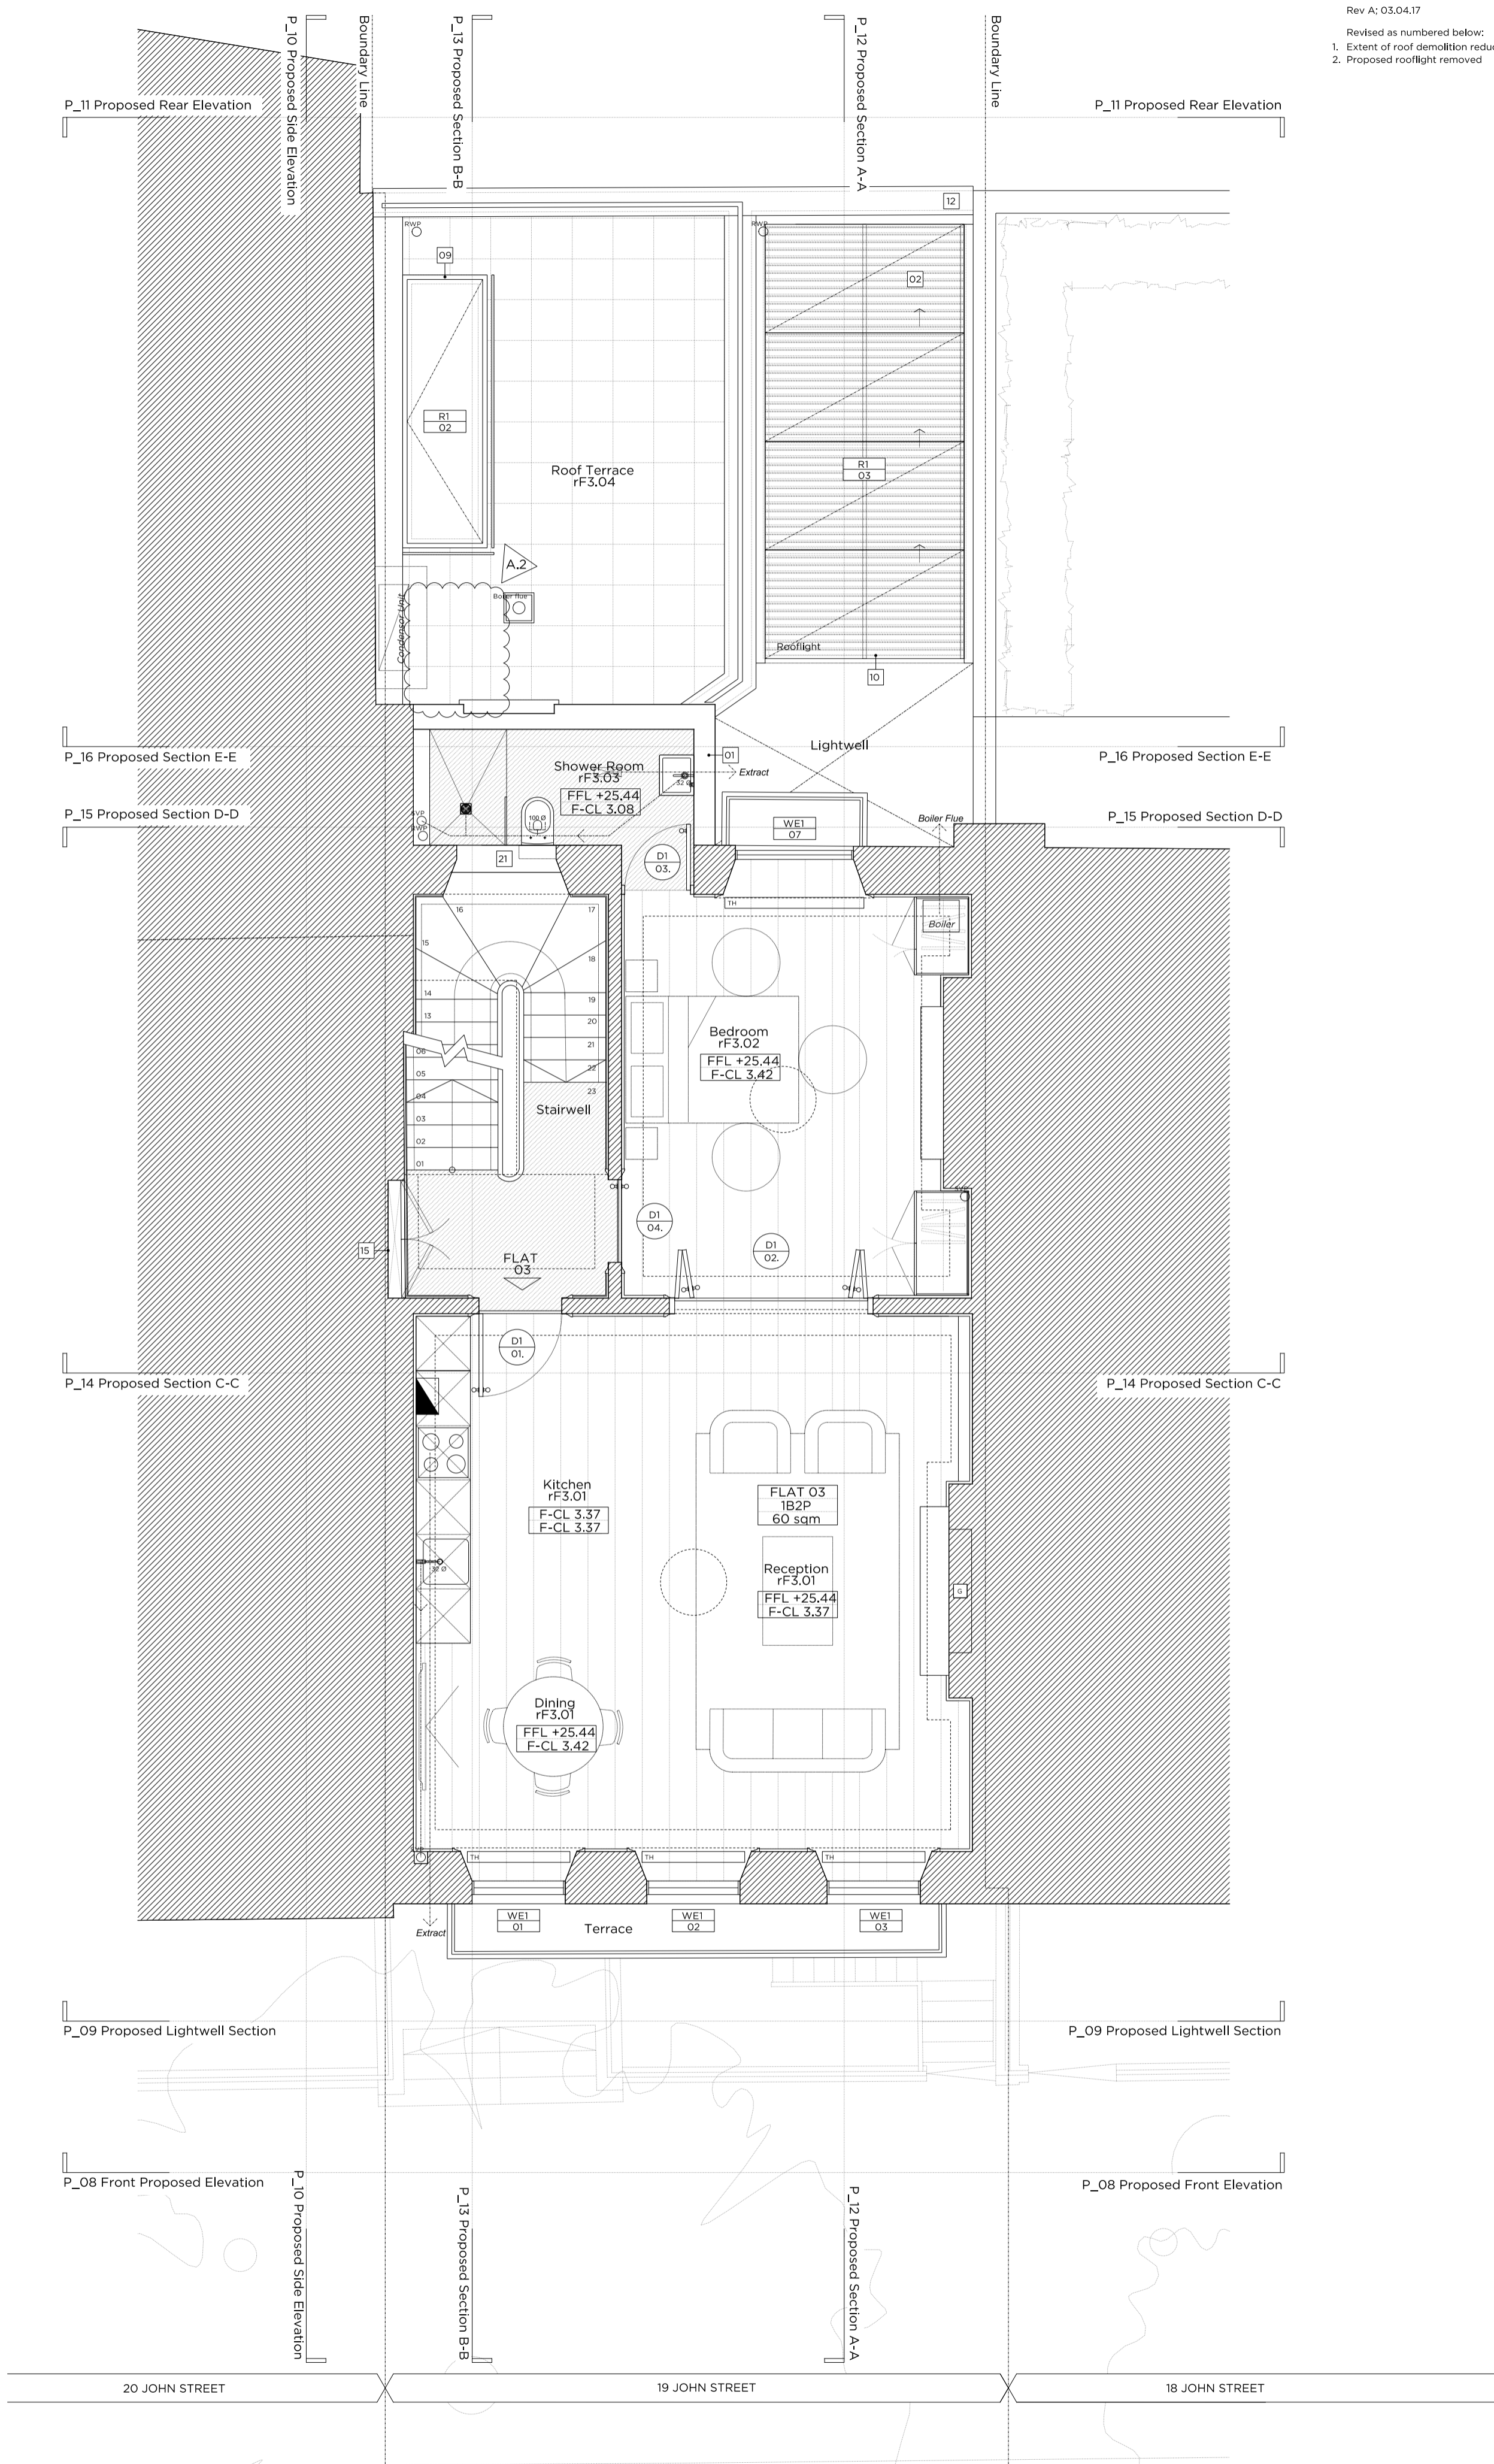 Rev A; 03.04.17
Revised as numbered below:
1. Extent of roof demolition
2. Proposed rooflight removed
P_10 Proposed Side Elevation
Boundary Line
P_13 Proposed Section B-B
P_12 Proposed Section A-A
Boundary Line
P_11 Proposed Rear Elevation
P_11 Proposed Rear Elevation
12
RWP
RWP
09
02
R1
02
R1
03
Roof Terrace
rF3.04
A.2
Boiler flue
Condensor Unit
Rooflight
10
P_16 Proposed Section E-E
P_16 Proposed Section E-E
Lightwell
01
Extract
Shower Room
rF3.03
FFL +25.44
F-CL 3.08
32 Ø
P_15 Proposed Section D-D
P_15 Proposed Section D-D
SVP
RWP
100 Ø
WE1
07
Boiler Flue
21
D1
03.
TH
Boiler
16
17
15
18
14
19
13
20
06
21
05
22
04
23
03
02
01
Stairwell
Bedroom
rF3.02
FFL +25.44
F-CL 3.42
SVP
D1
04.
D1
02.
15
FLAT
03
D1
01.
P_14 Proposed Section C-C
P_14 Proposed Section C-C
Kitchen
rF3.01
F-CL 3.37
F-CL 3.37
FLAT 03
1B2P
60 sqm
32 Ø
Reception
rF3.01
FFL +25.44
F-CL 3.37
G
Dining
rF3.01
FFL +25.44
F-CL 3.42
TH
TH
TH
WE1
01
WE1
02
WE1
03
Extract
Terrace
P_09 Proposed Lightwell Section
P_09 Proposed Lightwell Section
P_08 Front Proposed Elevation
P_08 Proposed Front Elevation
P_10 Proposed Side Elevation
P_13 Proposed Section B-B
P_12 Proposed Section A-A
20 JOHN STREET
19 JOHN STREET
18 JOHN STREET